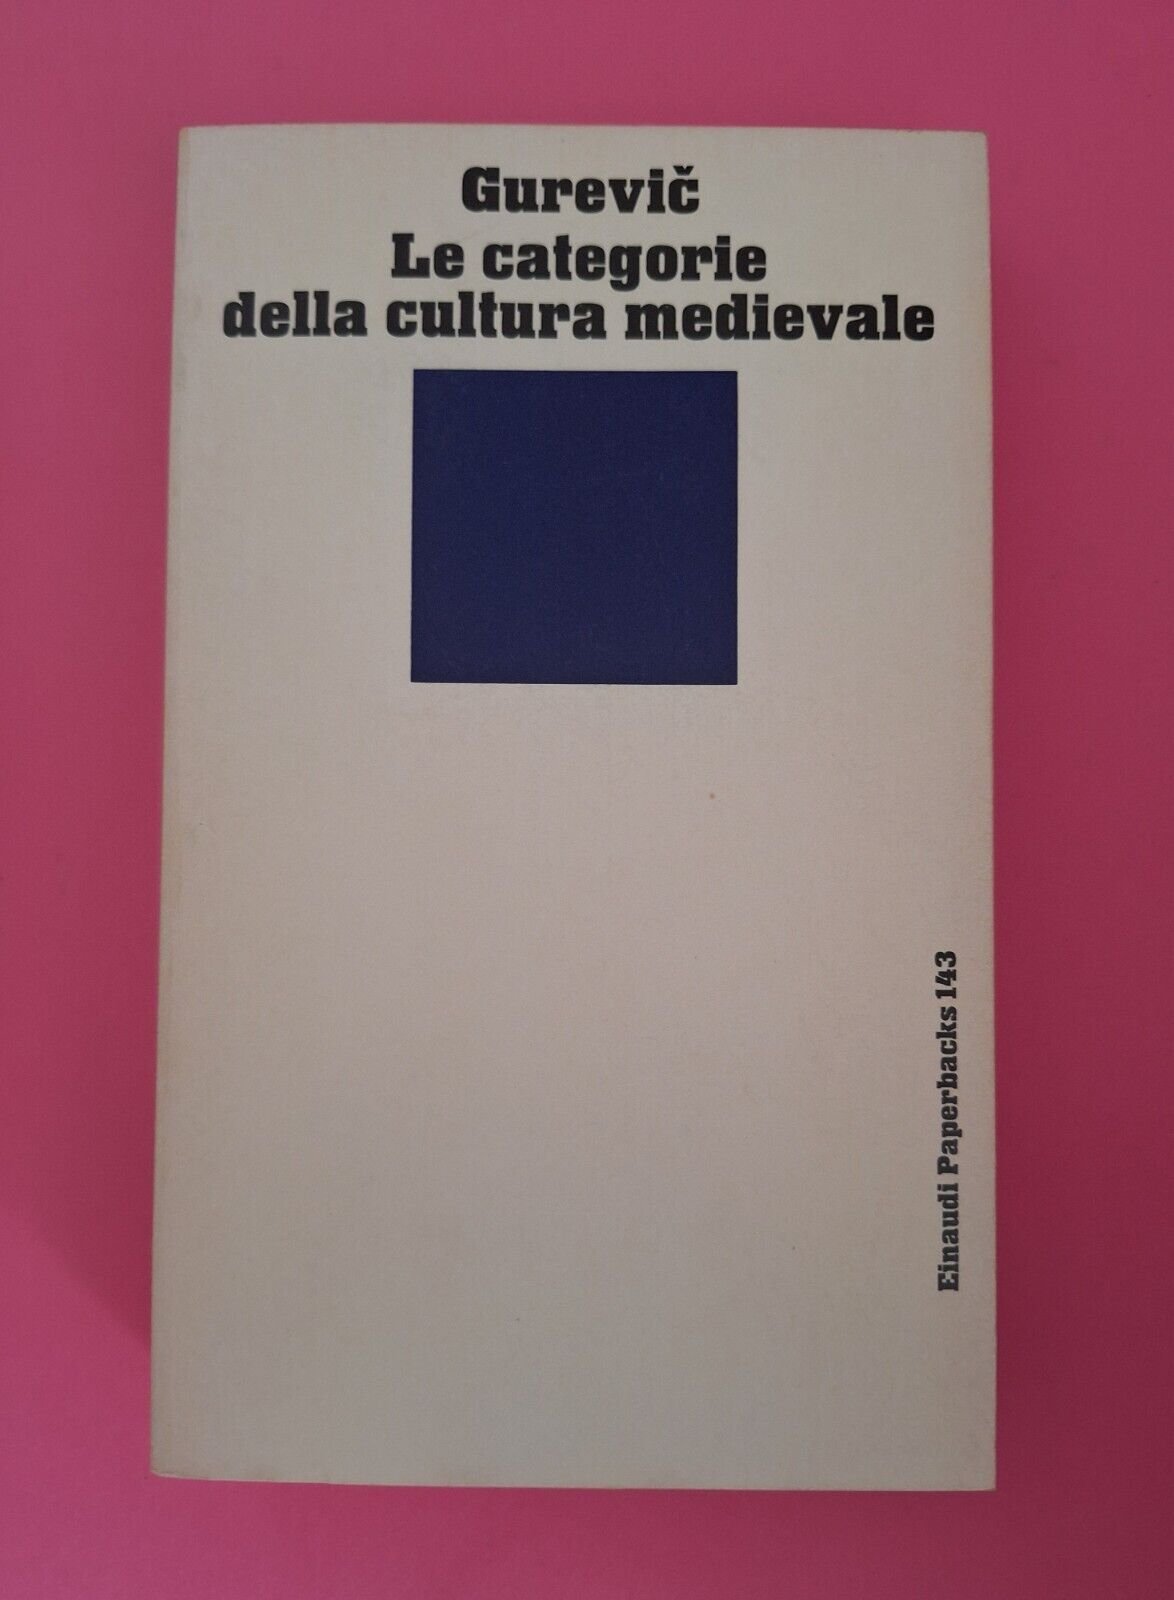 Gurevič
Le categorie
della cultura medievale
Einaudi Paperbacks 143